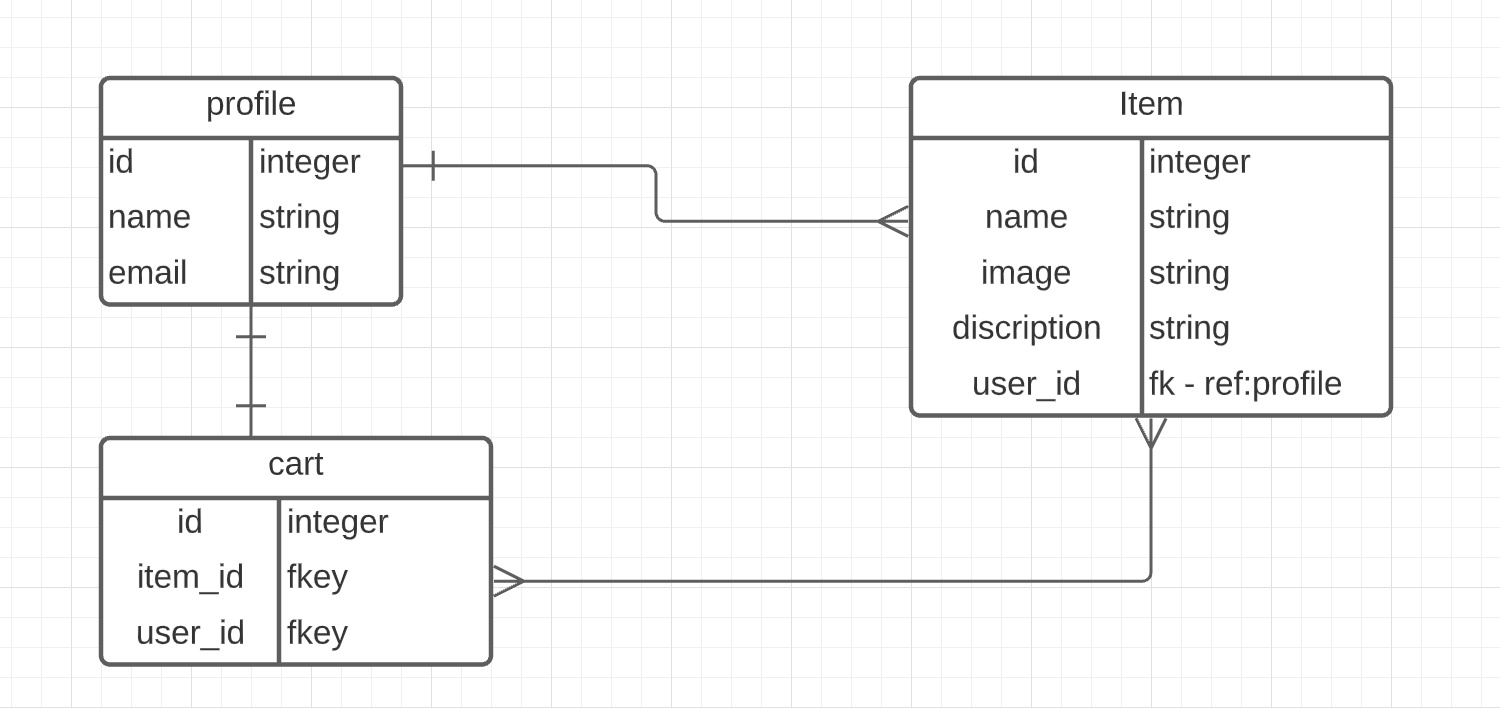 profile
id integer
name string
email string
Item
id integer
name string
image string
discription string
user_id fk - ref:profile
cart
id integer
item_id fkey
user_id fkey